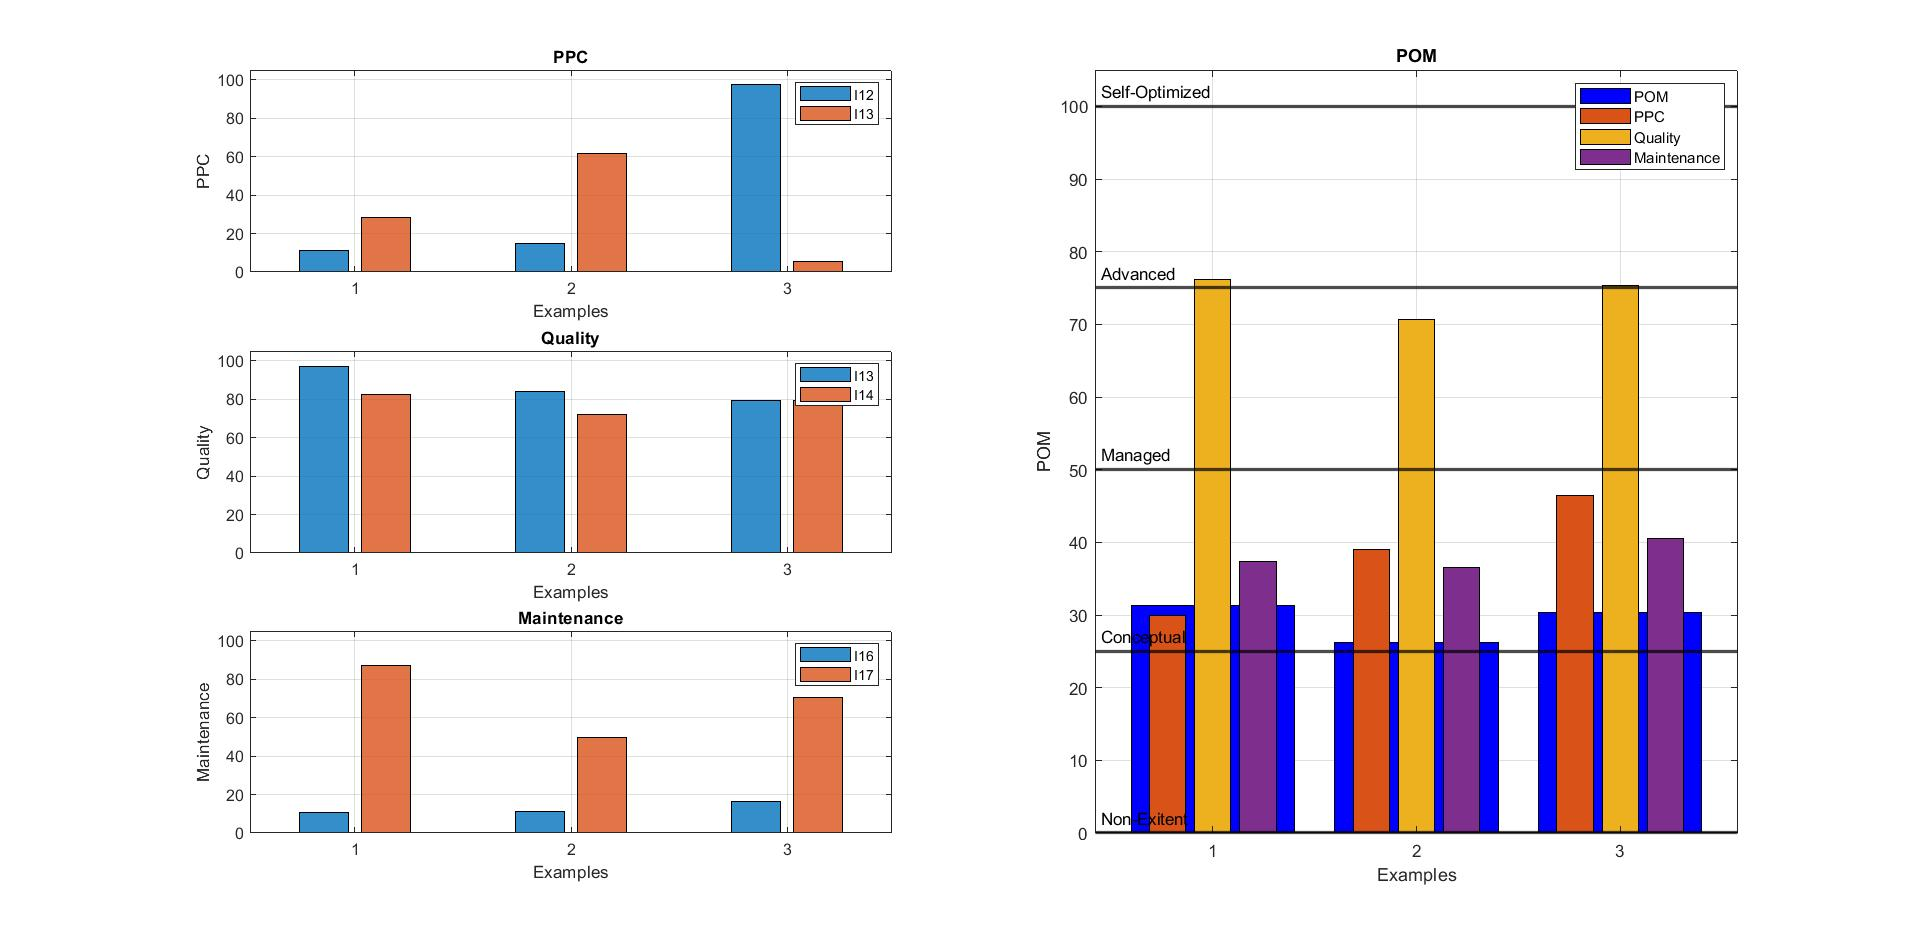 PPC
100
80
60
40
20
0
PPC
I12
I13
1 2 3
Examples
Quality
100
80
60
40
20
0
Quality
I13
I14
1 2 3
Examples
Maintenance
100
80
60
40
20
0
Maintenance
I16
I17
1 2 3
Examples
POM
100
90
80
70
60
50
40
30
20
10
0
POM
Self-Optimized
Advanced
Managed
Conceptual
Non-Exitent
POM
PPC
Quality
Maintenance
1 2 3
Examples